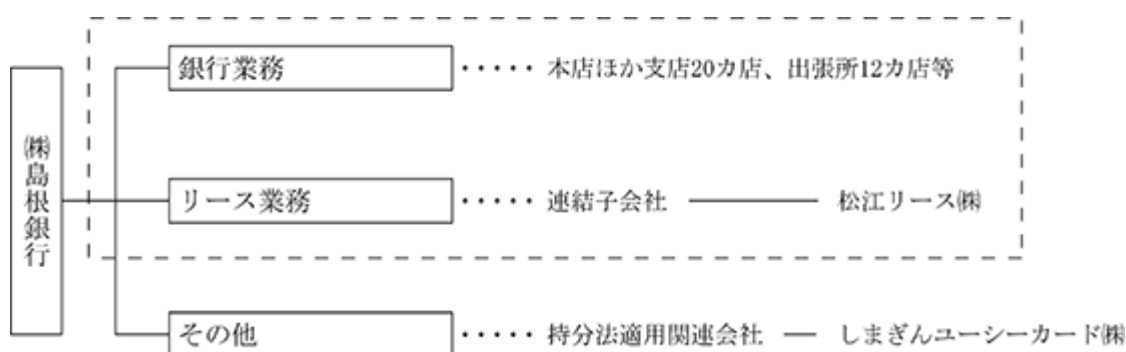 ㈱島根銀行
銀行業務 ・・・・・ 本店ほか支店20カ店、出張所12カ店等
リース業務 ・・・・・ 連結子会社 松江リース㈱
その他 ・・・・・ 持分法適用関連会社 しまぎんユーシーカード㈱